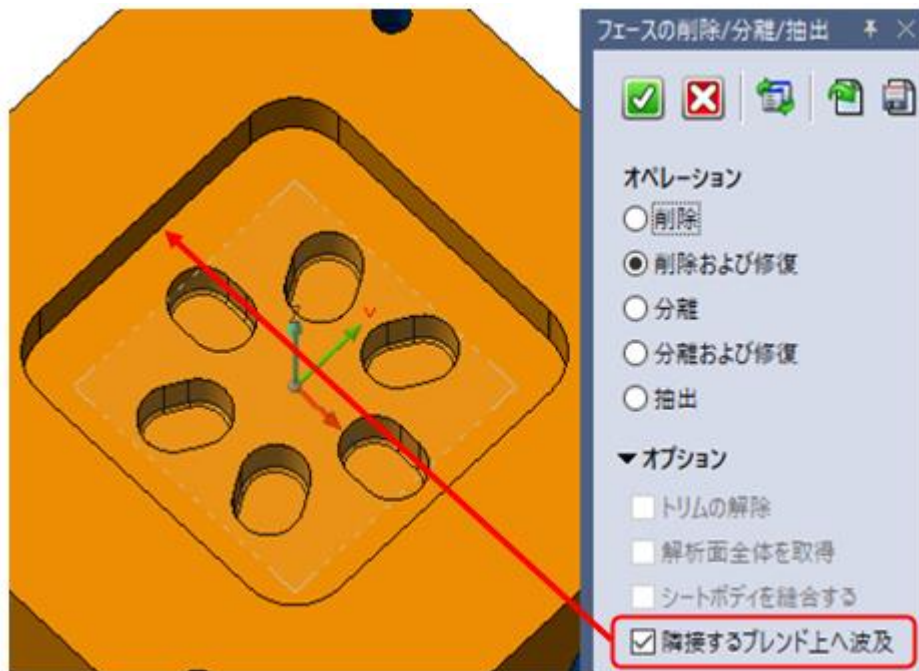 フェースの削除/分離/抽出
オペレーション
削除
削除および修復
分離
分離および修復
抽出
オプション
トリムの解除
解析面全体を取得
シートボディを縫合する
隣接するブレンド上へ波及
Z
V